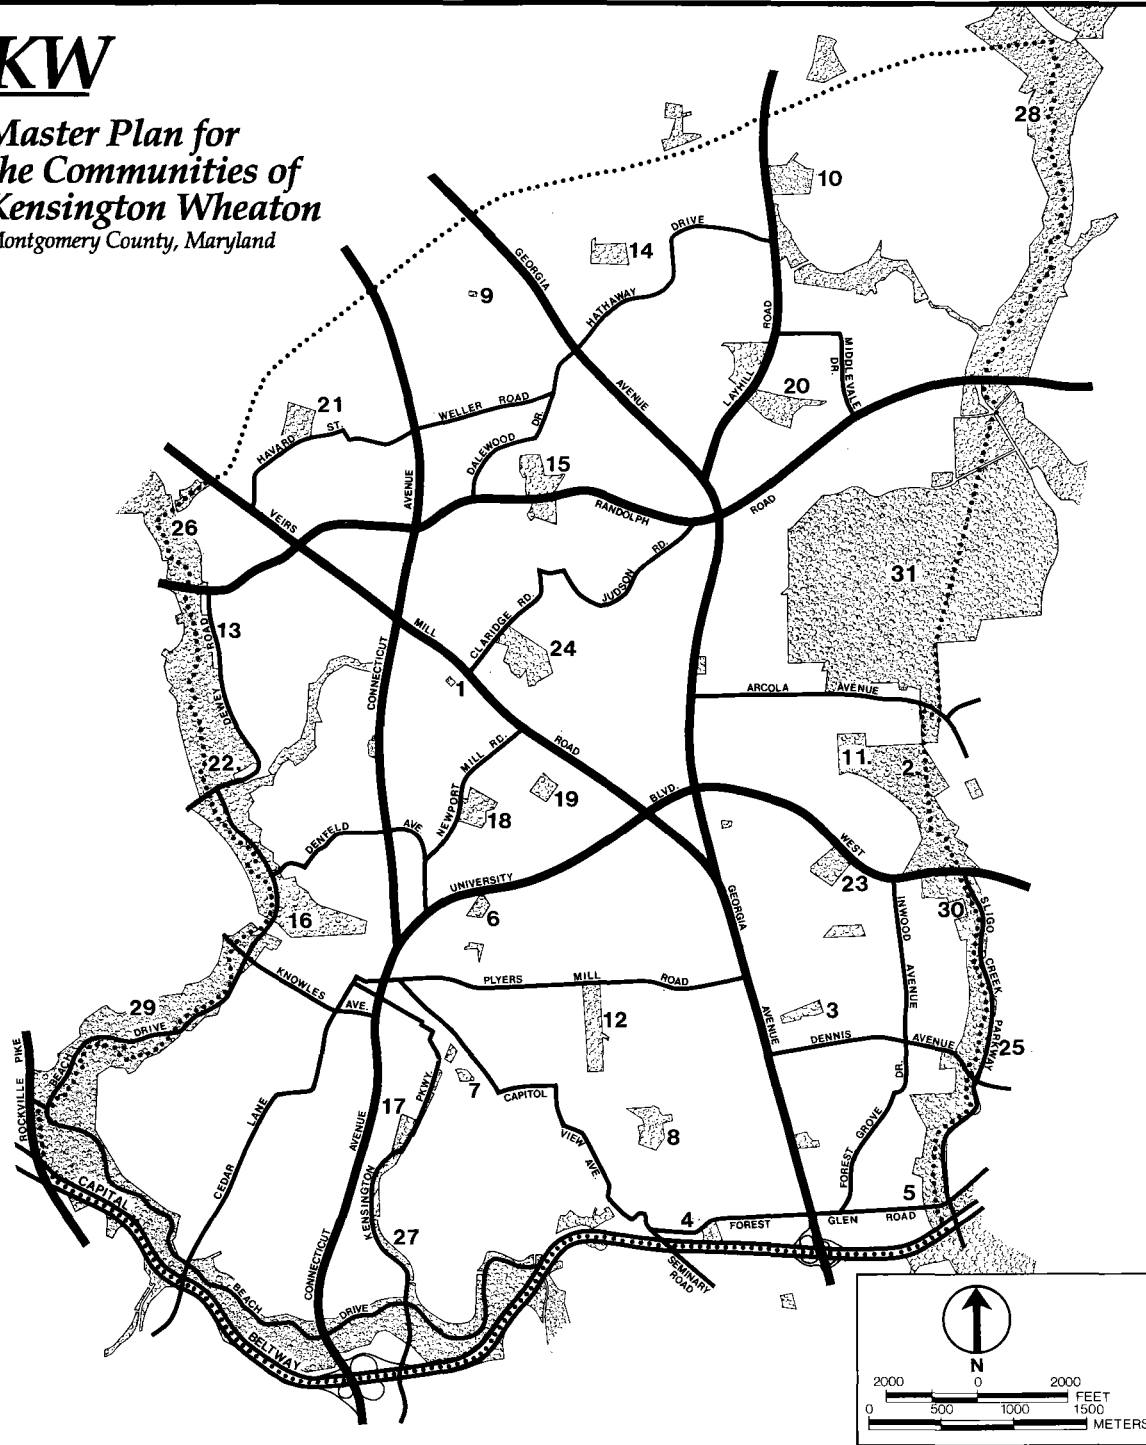 KW
Master Plan for
the Communities of
Kensington Wheaton
Montgomery County, Maryland
28
10
DRIVE
14
GEORGIA
9
HATHAWAY
ROAD
MIDDLEVALE
DR.
LAYHILL
20
AVENUE
WELLER ROAD
21
HAVARD ST.
DALEWOOD DR.
15
AVENUE
RANDOLPH
ROAD
VEIRS
26
RD.
JUDSON
31
CLARIDGE RD.
13
ROAD
MILL
24
CONNECTICUT
1
DEWEY
ARCOLA AVENUE
ROAD
MILL RD.
22.
11.
2.
NEWPORT
19
BLVD.
18
DENFELD AVE
WEST
UNIVERSITY
23
6
GEORGIA
INWOOD
30
SLIGO
16
CREEK
KNOWLES AVE.
PLYERS MILL ROAD
AVENUE
29
3
12
DRIVE
AVENUE
DENNIS AVENUE
PARKWAY
25
ROCKVILLE PIKE
BEACH
7
PKWY.
CAPITOL
DR.
17
LANE
AVENUE
VIEW
8
GROVE
AVE
FOREST
CEDAR
KENSINGTON
CAPITAL
5
4
FOREST GLEN ROAD
27
CONNECTICUT
SEMINARY
ROAD
BEACH
DRIVE
BELTWAY
N
2000 0 2000
FEET
0 500 1000 1500
METERS